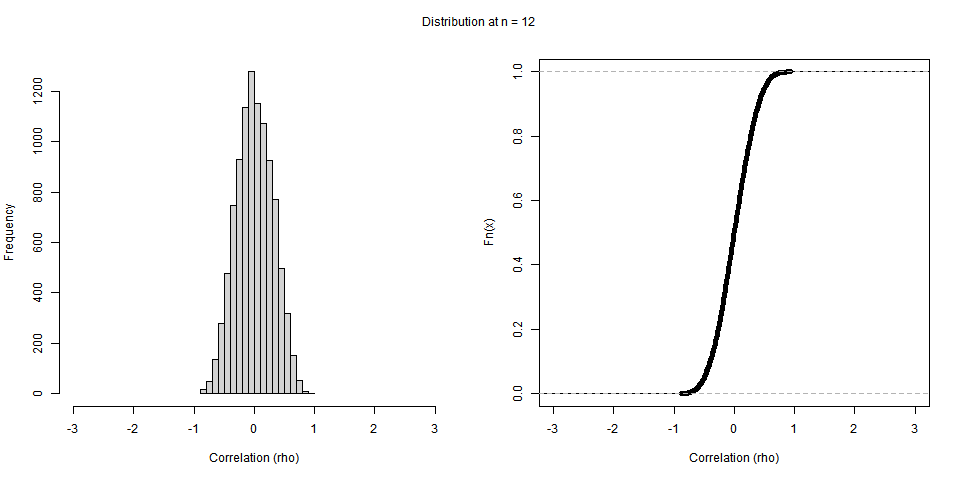 Distribution at n = 12
Frequency
0
200
400
600
800
1000
1200
-3 -2 -1 0 1 2 3
Correlation (rho)
Fn(x)
0.0
0.2
0.4
0.6
0.8
1.0
-3 -2 -1 0 1 2 3
Correlation (rho)